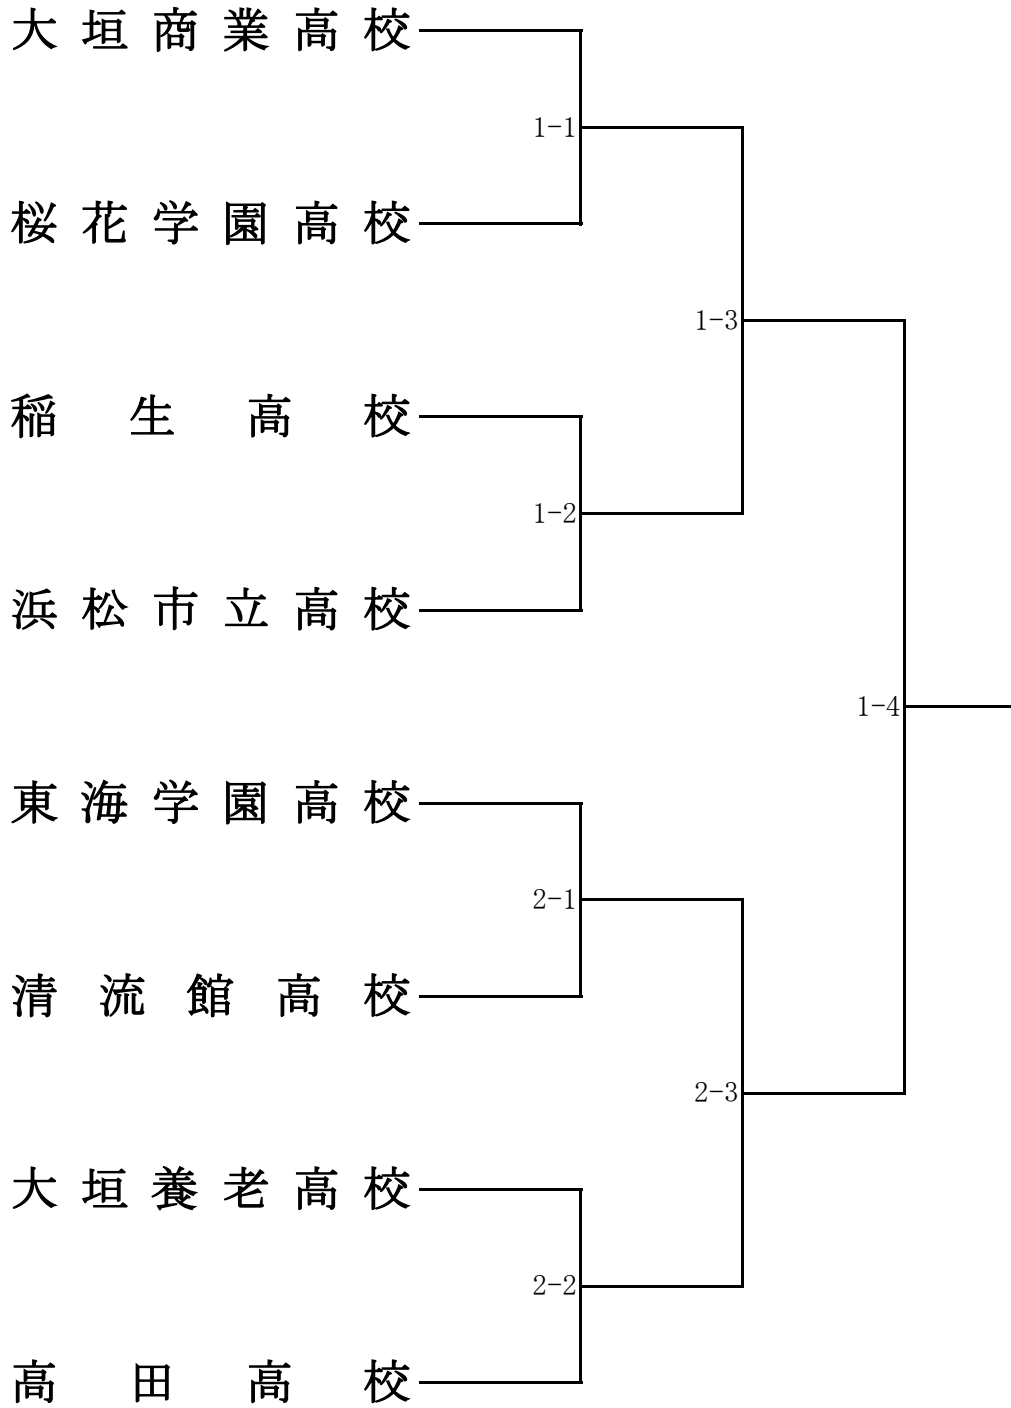 大垣商業高校
1-1
桜花学園高校
1-3
稲生高校
1-2
浜松市立高校
1-4
東海学園高校
2-1
清流館高校
2-3
大垣養老高校
2-2
高田高校